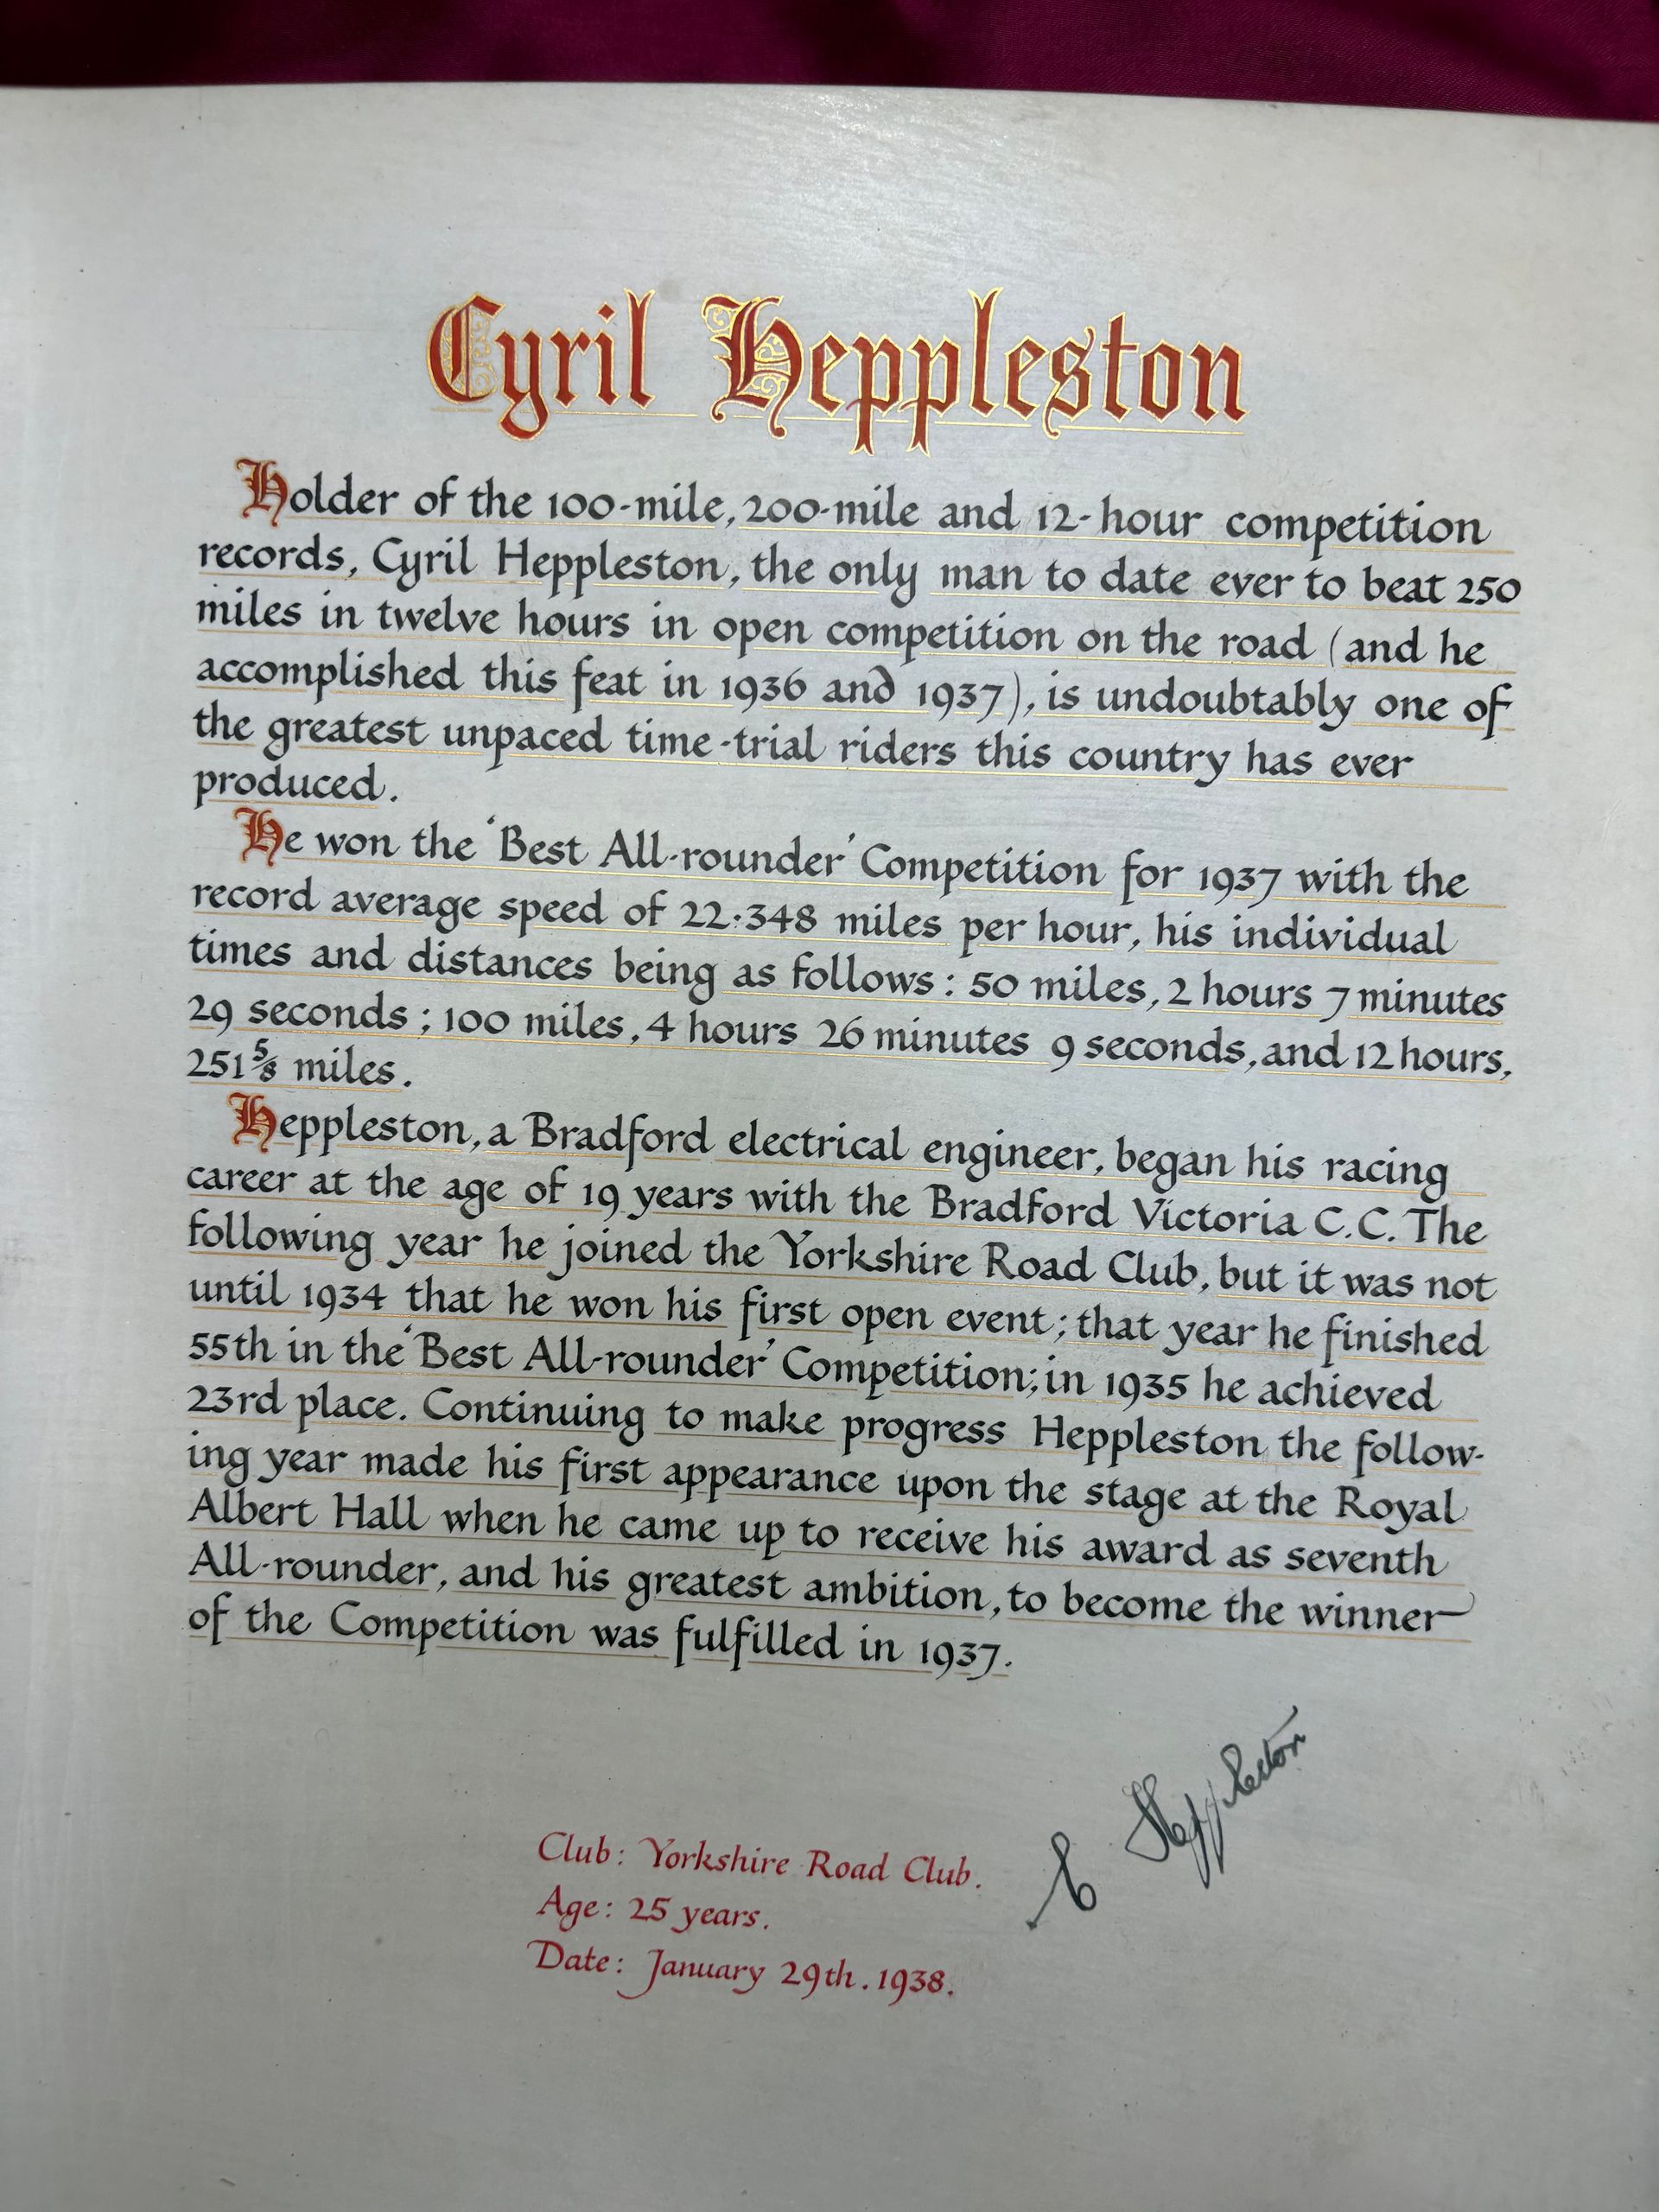 Cyril Heppleston
Holder of the 100-mile, 200-mile and 12-hour competition
records, Cyril Heppleston, the only man to date ever to beat 250
miles in twelve hours in open competition on the road (and he
accomplished this feat in 1936 and 1937), is undoubtably one of
the greatest unpaced time-trial riders this country has ever
produced.
He won the 'Best All-rounder' Competition for 1937 with the
record average speed of 22·348 miles per hour, his individual
times and distances being as follows: 50 miles, 2 hours 7 minutes
29 seconds; 100 miles, 4 hours 26 minutes 9 seconds, and 12 hours,
251⅝ miles.
Heppleston, a Bradford electrical engineer, began his racing
career at the age of 19 years with the Bradford Victoria C.C. The
following year he joined the Yorkshire Road Club, but it was not
until 1934 that he won his first open event; that year he finished
55th in the 'Best All-rounder' Competition; in 1935 he achieved
23rd place. Continuing to make progress Heppleston the follow-
ing year made his first appearance upon the stage at the Royal
Albert Hall when he came up to receive his award as seventh
All-rounder, and his greatest ambition, to become the winner
of the Competition was fulfilled in 1937.
C Heppleston
Club: Yorkshire Road Club.
Age: 25 years.
Date: January 29th. 1938.